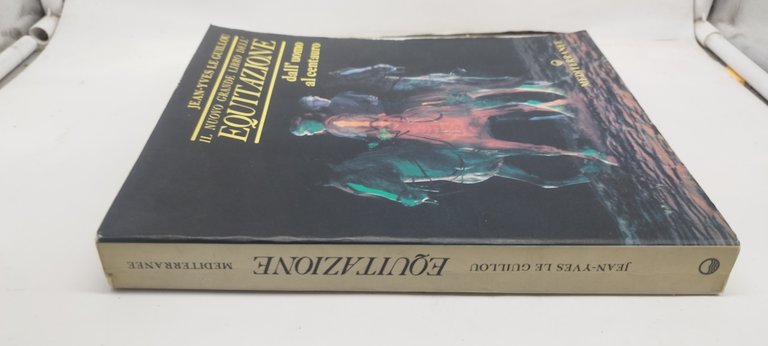 JEAN-YVES LE GUILLOU
IL NUOVO GRANDE LIBRO DELL'
EQUITAZIONE
dall'uomo
al centauro
MEDITERRANEE
JEAN-YVES LE GUILLOU
EQUITAZIONE
MEDITERRANEE